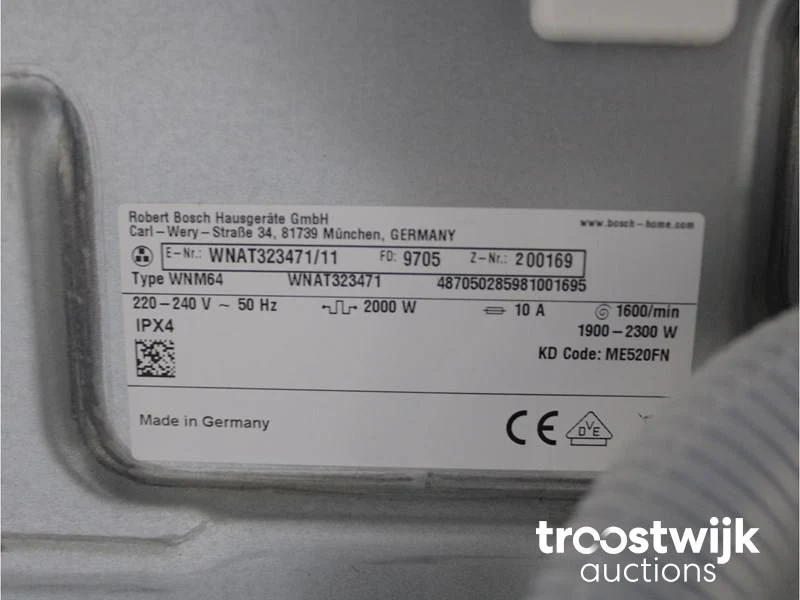 Robert Bosch Hausgeräte GmbH www.bosch-home.com
Carl-Wery-Straße 34, 81739 München, GERMANY
E-Nr.: WNAT323471/11 FD: 9705 Z-Nr.: 200169
Type WNM64 WNAT323471 487050285981001695
220-240 V ~ 50 Hz 2000 W 10 A 1600/min
IPX4 1900-2300 W
KD Code: ME520FN
Made in Germany CE DVE
troostwijk
auctions